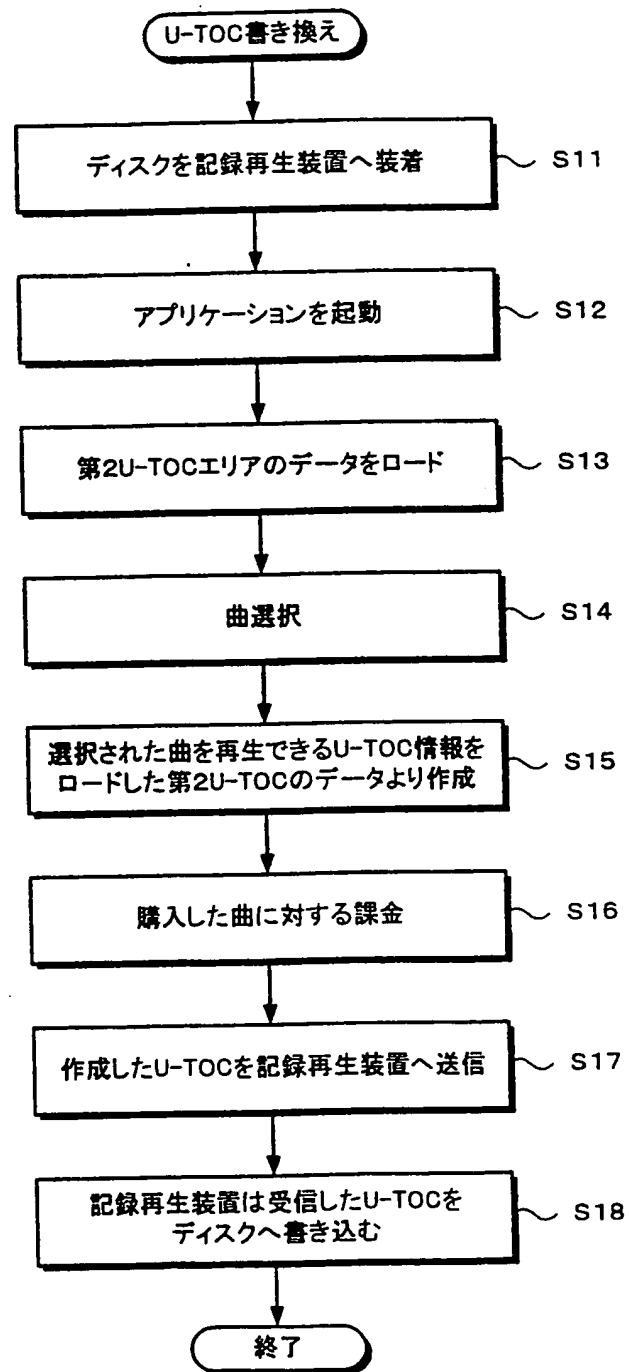 U-TOC書き換え
ディスクを記録再生装置へ装着
S11
アプリケーションを起動
S12
第2U-TOCエリアのデータをロード
S13
曲選択
S14
選択された曲を再生できるU-TOC情報を
ロードした第2U-TOCのデータより作成
S15
購入した曲に対する課金
S16
作成したU-TOCを記録再生装置へ送信
S17
記録再生装置は受信したU-TOCを
ディスクへ書き込む
S18
終了